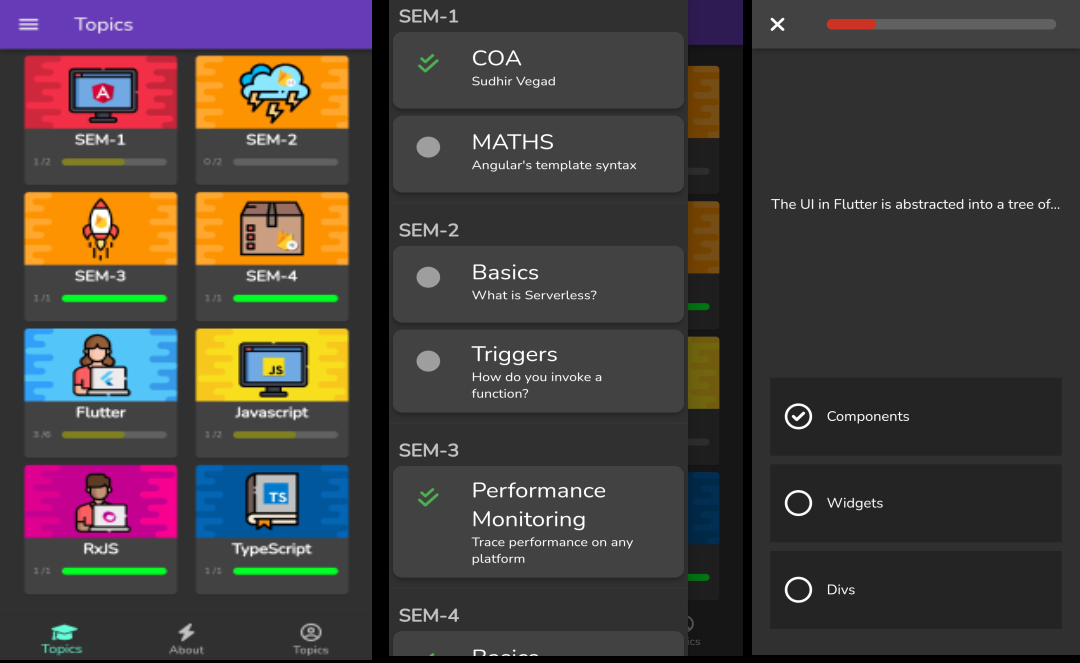 Topics
A
SEM-1
SEM-2
1/2
0/2
SEM-3
SEM-4
1/1
1/1
JS
Flutter
Javascript
3/6
1/2
TS
RxJS
TypeScript
1/1
1/1
Topics
About
Topics
SEM-1
COA
Sudhir Vegad
MATHS
Angular's template syntax
SEM-2
Basics
What is Serverless?
Triggers
How do you invoke a
function?
SEM-3
Performance
Monitoring
Trace performance on any
platform
SEM-4
Basics
ics
The UI in Flutter is abstracted into a tree of...
Components
Widgets
Divs